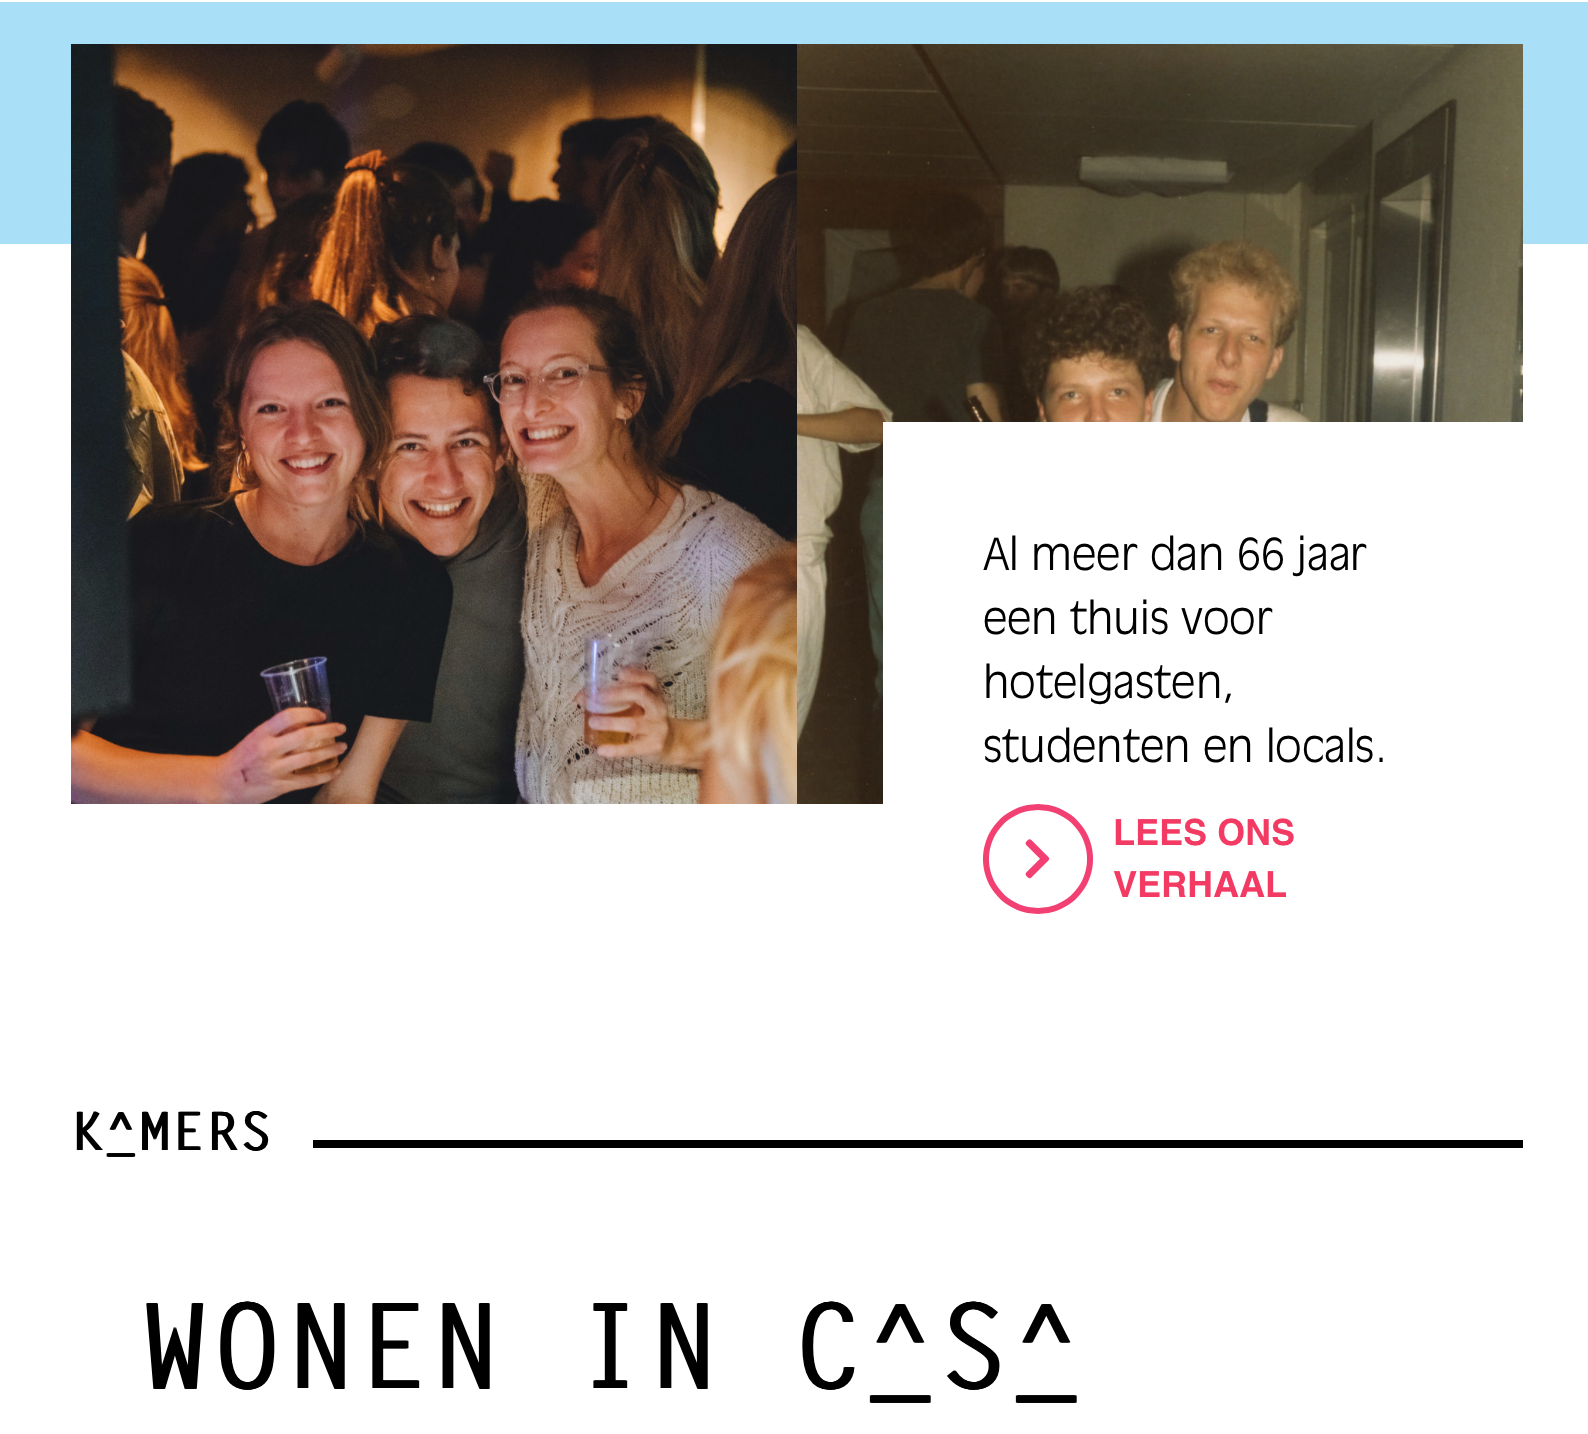 Al meer dan 66 jaar
een thuis voor
hotelgasten,
studenten en locals.
LEES ONS
VERHAAL
K^MERS
WONEN IN C^S^